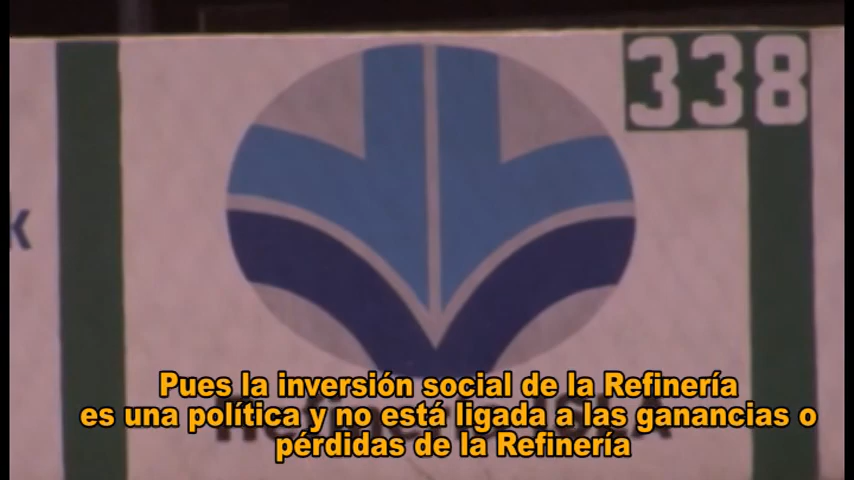 338
K
Pues la inversión social de la Refinería
es una política y no está ligada a las ganancias o
pérdidas de la Refinería